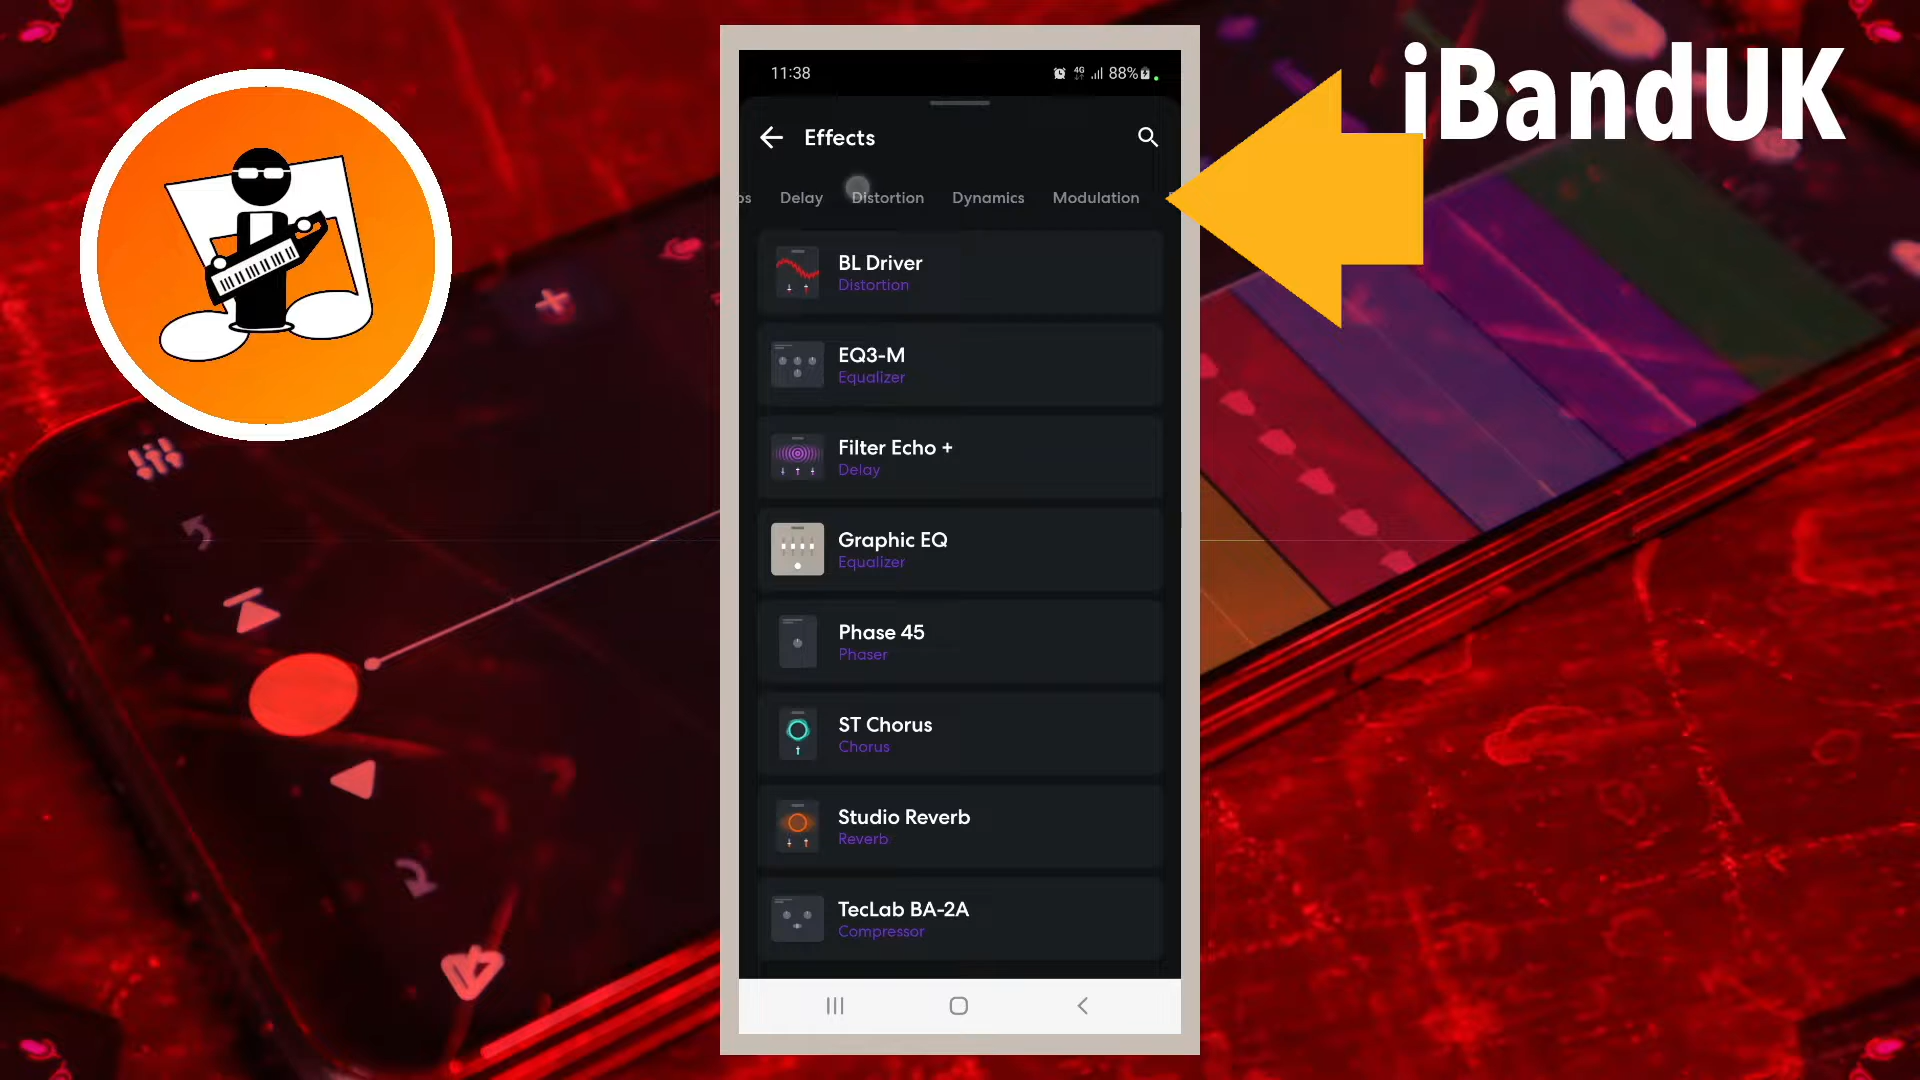 iBandUK
11:38
4G
88%
Effects
Delay
Distortion
Dynamics
Modulation
BL Driver
Distortion
EQ3-M
Equalizer
Filter Echo +
Delay
Graphic EQ
Equalizer
Phase 45
Phaser
ST Chorus
Chorus
Studio Reverb
Reverb
TecLab BA-2A
Compressor